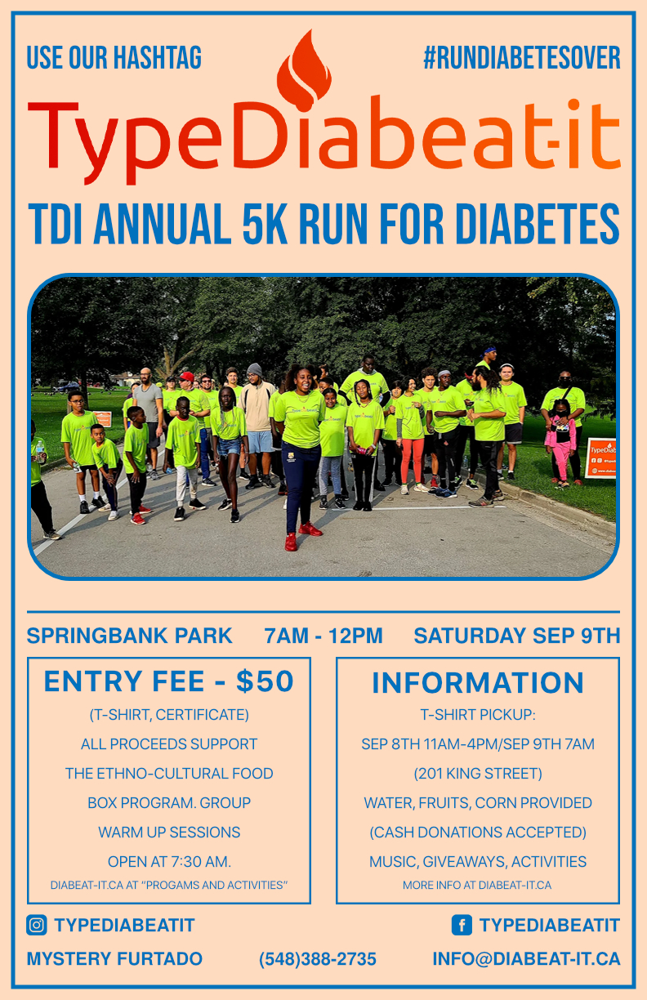 USE OUR HASHTAG #RUNDIABETESOVER
TypeDiabeat-it
TDI ANNUAL 5K RUN FOR DIABETES
SPRINGBANK PARK 7AM - 12PM SATURDAY SEP 9TH
ENTRY FEE - $50
(T-SHIRT, CERTIFICATE)
ALL PROCEEDS SUPPORT
THE ETHNO-CULTURAL FOOD
BOX PROGRAM. GROUP
WARM UP SESSIONS
OPEN AT 7:30 AM.
DIABEAT-IT.CA AT "PROGAMS AND ACTIVITIES"
INFORMATION
T-SHIRT PICKUP:
SEP 8TH 11AM-4PM/SEP 9TH 7AM
(201 KING STREET)
WATER, FRUITS, CORN PROVIDED
(CASH DONATIONS ACCEPTED)
MUSIC, GIVEAWAYS, ACTIVITIES
MORE INFO AT DIABEAT-IT.CA
TYPEDIABEATIT TYPEDIABEATIT
MYSTERY FURTADO (548)388-2735 INFO@DIABEAT-IT.CA